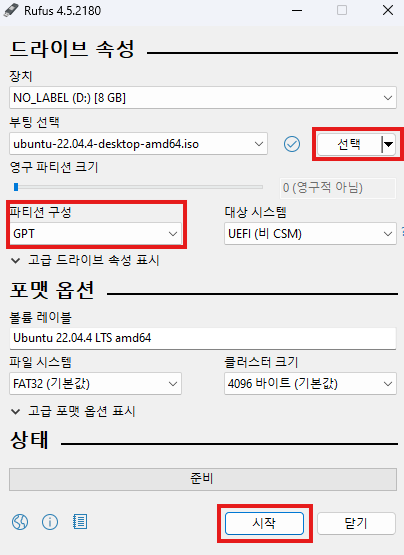 Rufus 4.5.2180
드라이브 속성
장치
NO_LABEL (D:) [8 GB]
부팅 선택
ubuntu-22.04.4-desktop-amd64.iso
선택
영구 파티션 크기
0 (영구적 아님)
파티션 구성
대상 시스템
GPT
UEFI (비 CSM)
고급 드라이브 속성 표시
포맷 옵션
볼륨 레이블
Ubuntu 22.04.4 LTS amd64
파일 시스템
클러스터 크기
FAT32 (기본값)
4096 바이트 (기본값)
고급 포맷 옵션 표시
상태
준비
시작
닫기